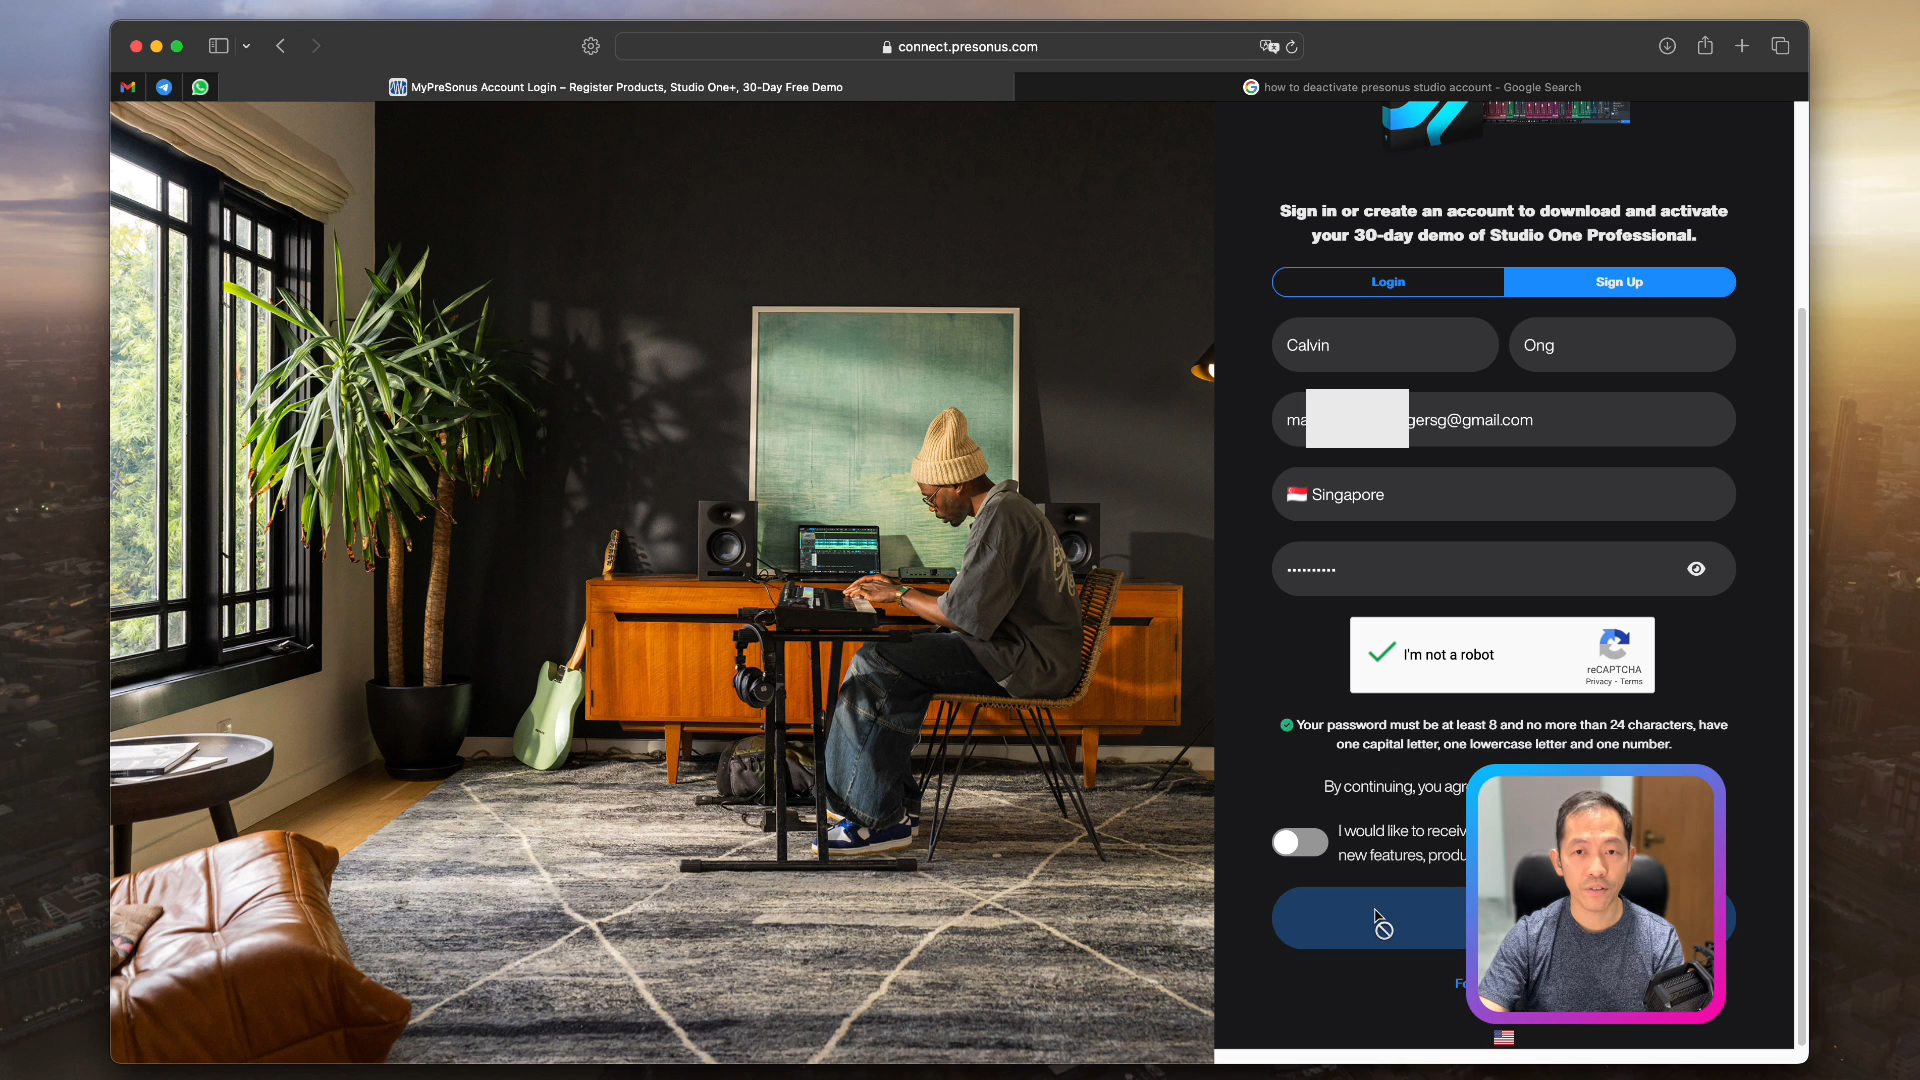 connect.presonus.com
MyPreSonus Account Login – Register Products, Studio One+, 30-Day Free Demo
how to deactivate presonus studio account - Google Search
Sign in or create an account to download and activate
your 30-day demo of Studio One Professional.
Login
Sign Up
Calvin
Ong
ma
gersg@gmail.com
Singapore
I'm not a robot
reCAPTCHA
Privacy - Terms
Your password must be at least 8 and no more than 24 characters, have
one capital letter, one lowercase letter and one number.
By continuing, you agr
I would like to receiv
new features, produ